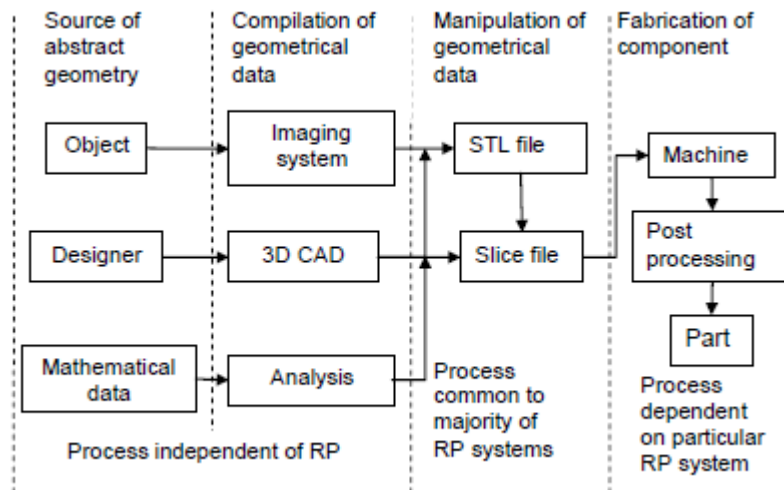 Source of
abstract
geometry
Compilation of
geometrical
data
Manipulation of
geometrical
data
Fabrication of
component
Object
Imaging
system
STL file
Machine
Designer
3D CAD
Slice file
Post
processing
Mathematical
data
Analysis
Part
Process independent of RP
Process
common to
majority of
RP systems
Process
dependent
on particular
RP system